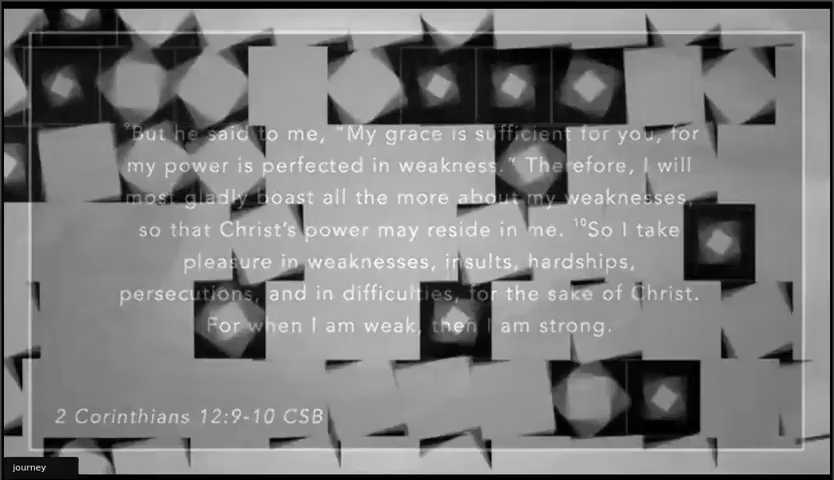 ⁹But he said to me, “My grace is sufficient for you, for
my power is perfected in weakness.” Therefore, I will
most gladly boast all the more about my weaknesses,
so that Christ’s power may reside in me. ¹⁰So I take
pleasure in weaknesses, insults, hardships,
persecutions, and in difficulties, for the sake of Christ.
For when I am weak, then I am strong.
2 Corinthians 12:9-10 CSB
journey